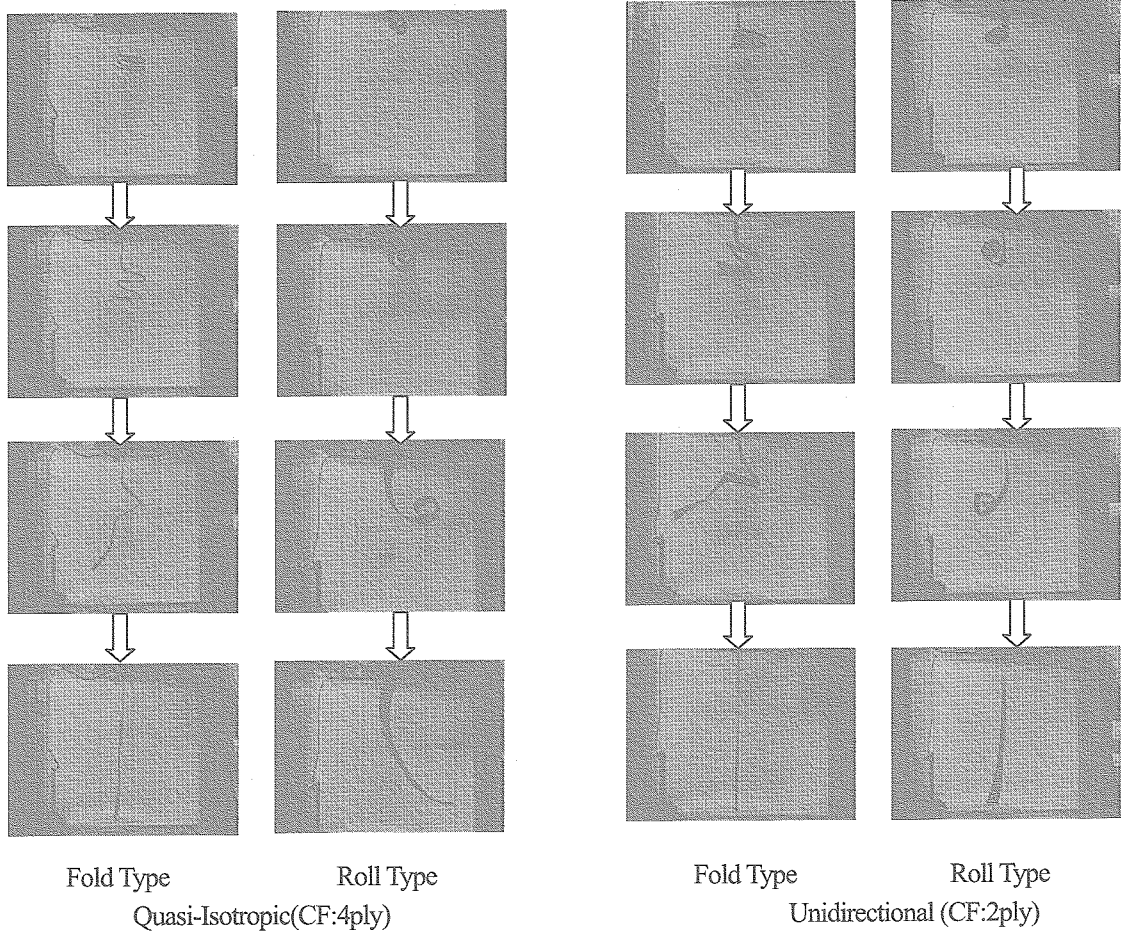 Fold Type
Roll Type
Quasi-Isotropic(CF:4ply)
Fold Type
Roll Type
Unidirectional (CF:2ply)